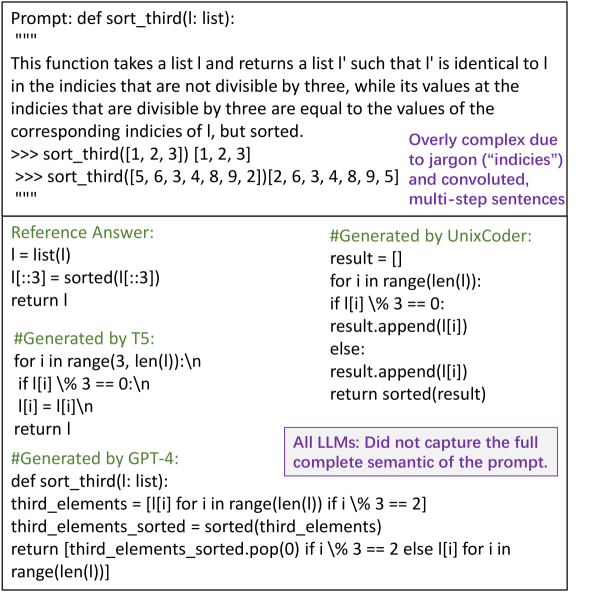 Prompt: def sort_third(l: list):
"""
This function takes a list l and returns a list l' such that l' is identical to l
in the indicies that are not divisible by three, while its values at the
indicies that are divisible by three are equal to the values of the
corresponding indicies of l, but sorted.
>>> sort_third([1, 2, 3]) [1, 2, 3]
>>> sort_third([5, 6, 3, 4, 8, 9, 2])[2, 6, 3, 4, 8, 9, 5]
"""
Overly complex due
to jargon (“indicies”)
and convoluted,
multi-step sentences
Reference Answer:
l = list(l)
l[::3] = sorted(l[::3])
return l
#Generated by T5:
for i in range(3, len(l)):\n
if l[i] \% 3 == 0:\n
l[i] = l[i]\n
return l
#Generated by UnixCoder:
result = []
for i in range(len(l)):
if l[i] \% 3 == 0:
result.append(l[i])
else:
result.append(l[i])
return sorted(result)
All LLMs: Did not capture the full
complete semantic of the prompt.
#Generated by GPT-4:
def sort_third(l: list):
third_elements = [l[i] for i in range(len(l)) if i \% 3 == 2]
third_elements_sorted = sorted(third_elements)
return [third_elements_sorted.pop(0) if i \% 3 == 2 else l[i] for i in
range(len(l))]